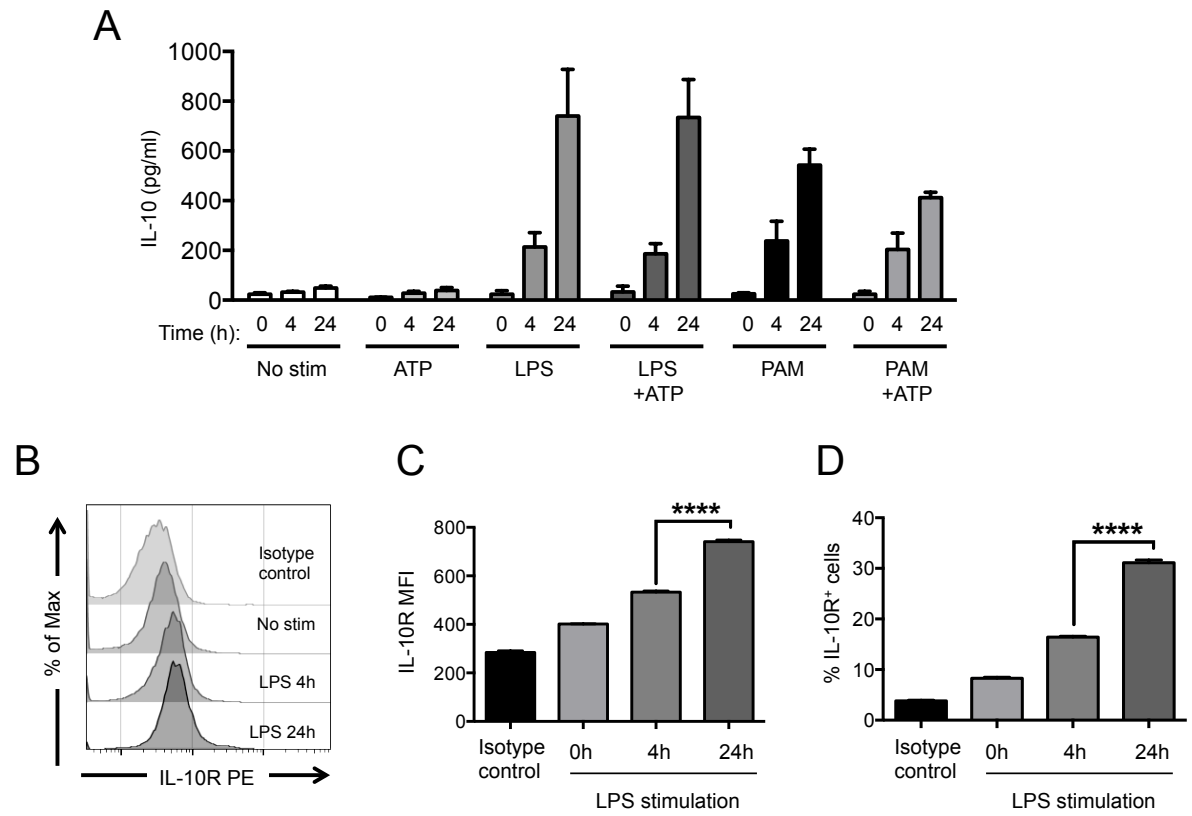 A
1000
800
600
400
200
0
IL-10 (pg/ml)
Time (h): 0 4 24 0 4 24 0 4 24 0 4 24 0 4 24 0 4 24
No stim ATP LPS LPS PAM PAM
+ATP +ATP
B
% of Max
Isotype
control
No stim
LPS 4h
LPS 24h
IL-10R PE
C
800
600
400
200
0
IL-10R MFI
****
Isotype 0h 4h 24h
control
LPS stimulation
D
40
30
20
10
0
% IL-10R⁺ cells
****
Isotype 0h 4h 24h
control
LPS stimulation